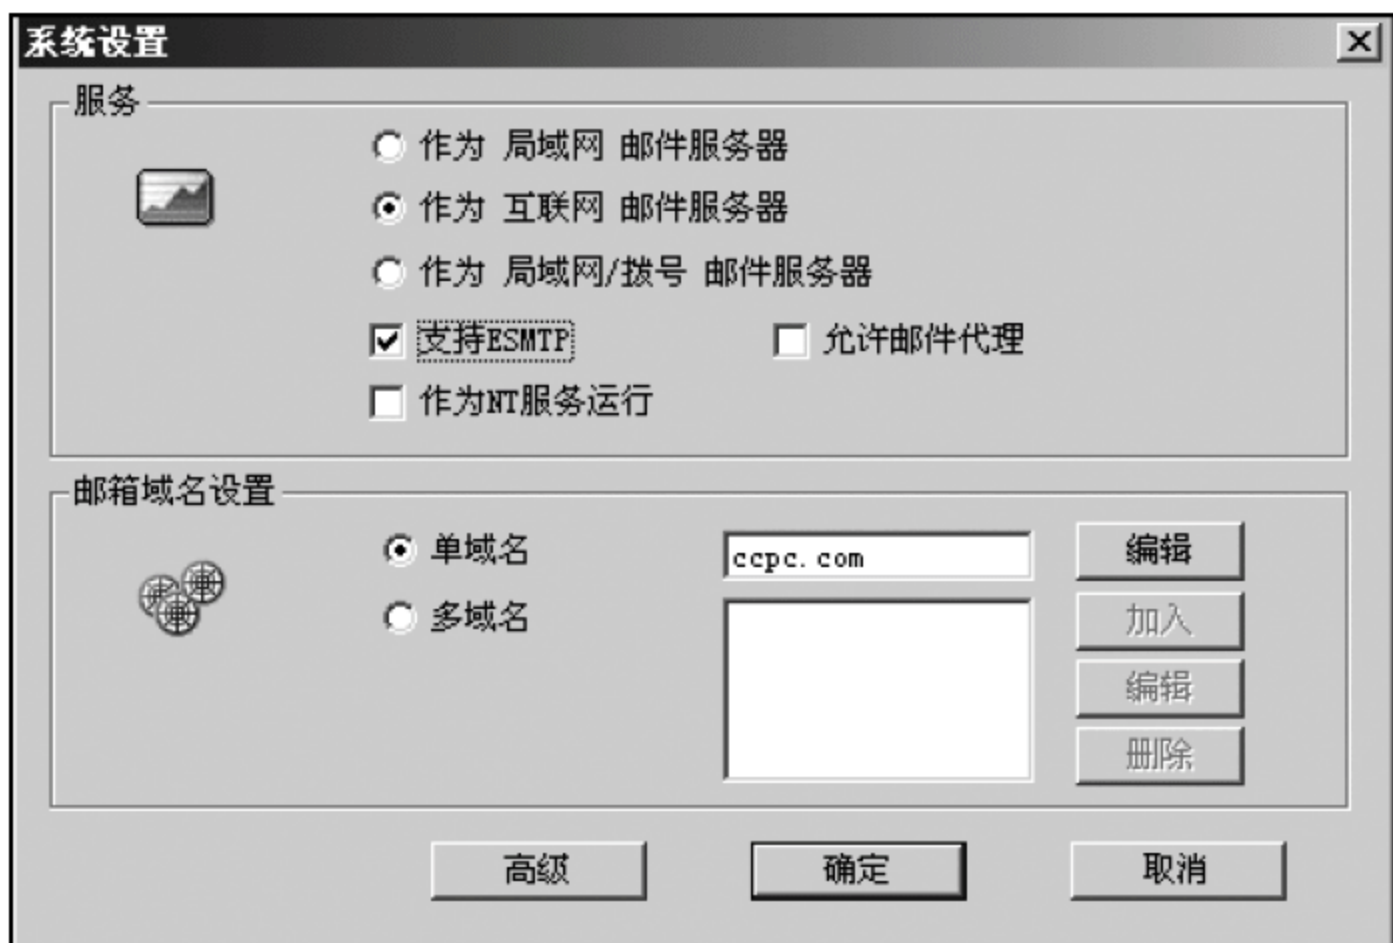 系统设置
服务
作为 局域网 邮件服务器
作为 互联网 邮件服务器
作为 局域网/拨号 邮件服务器
支持ESMTP 允许邮件代理
作为NT服务运行
邮箱域名设置
单域名 ccpc.com 编辑
多域名 加入
编辑
删除
高级 确定 取消